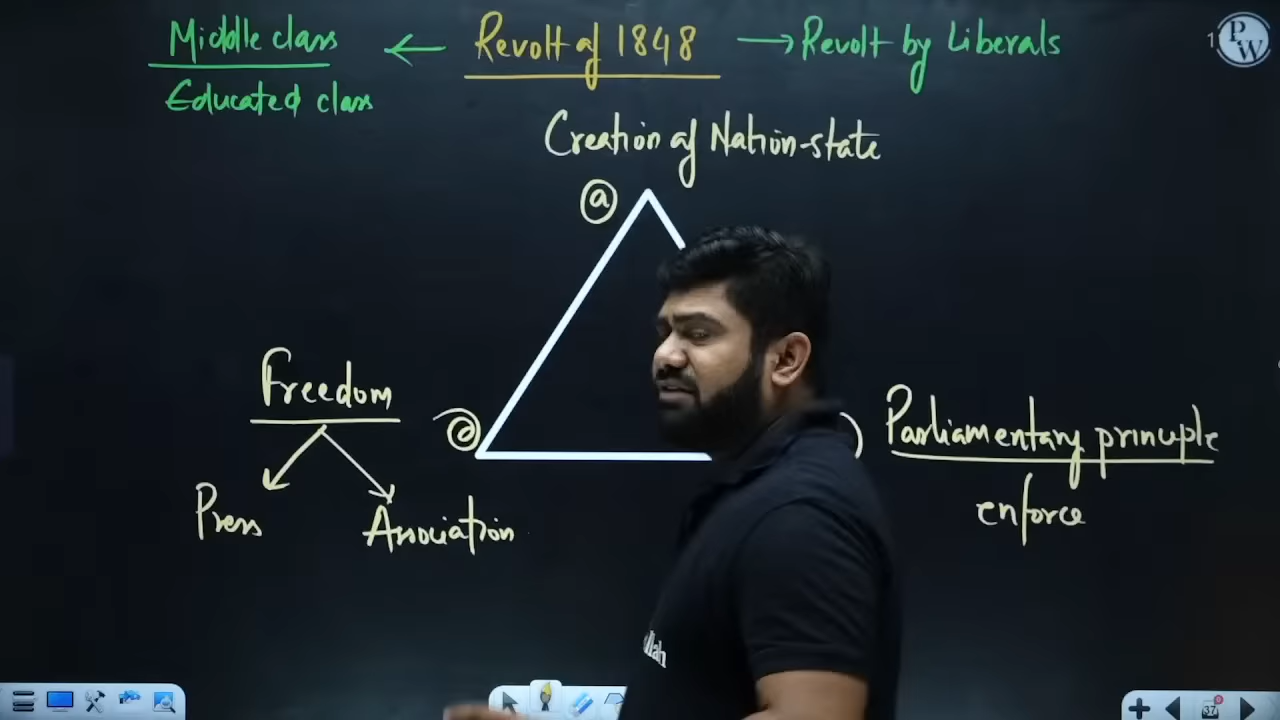 Middle class ← Revolt of 1848 → Revolt by Liberals
Educated class
Creation of Nation-state
a
Freedom
Parliamentary principle
enforce
Press
Association
PW
37